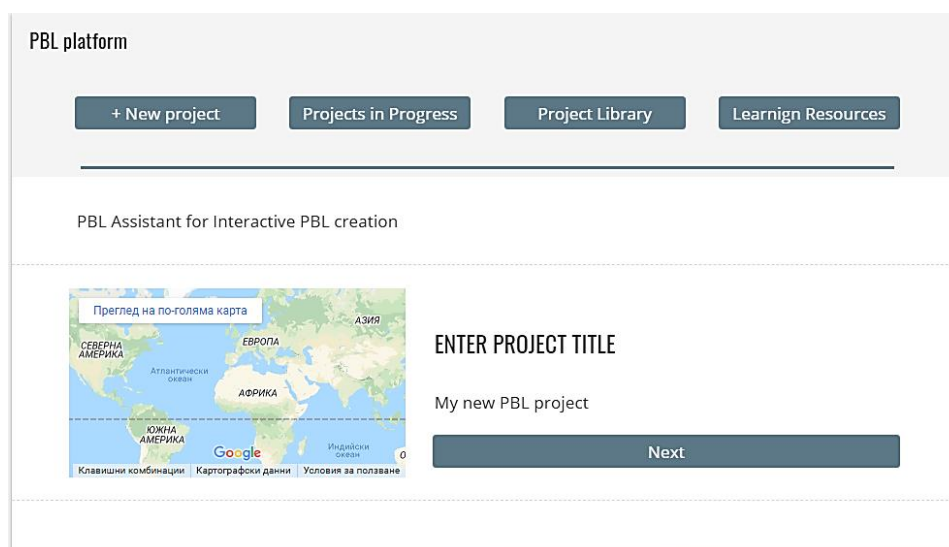 PBL platform
+ New project
Projects in Progress
Project Library
Learnign Resources
PBL Assistant for Interactive PBL creation
Преглед на по-голяма карта
АЗИЯ
СЕВЕРНА
АМЕРИКА
ЕВРОПА
Атлантически
океан
АФРИКА
ЮЖНА
АМЕРИКА
Индийски
океан
О
Google
Клавишни комбинации
Картографски данни
Условия за ползване
ENTER PROJECT TITLE
My new PBL project
Next